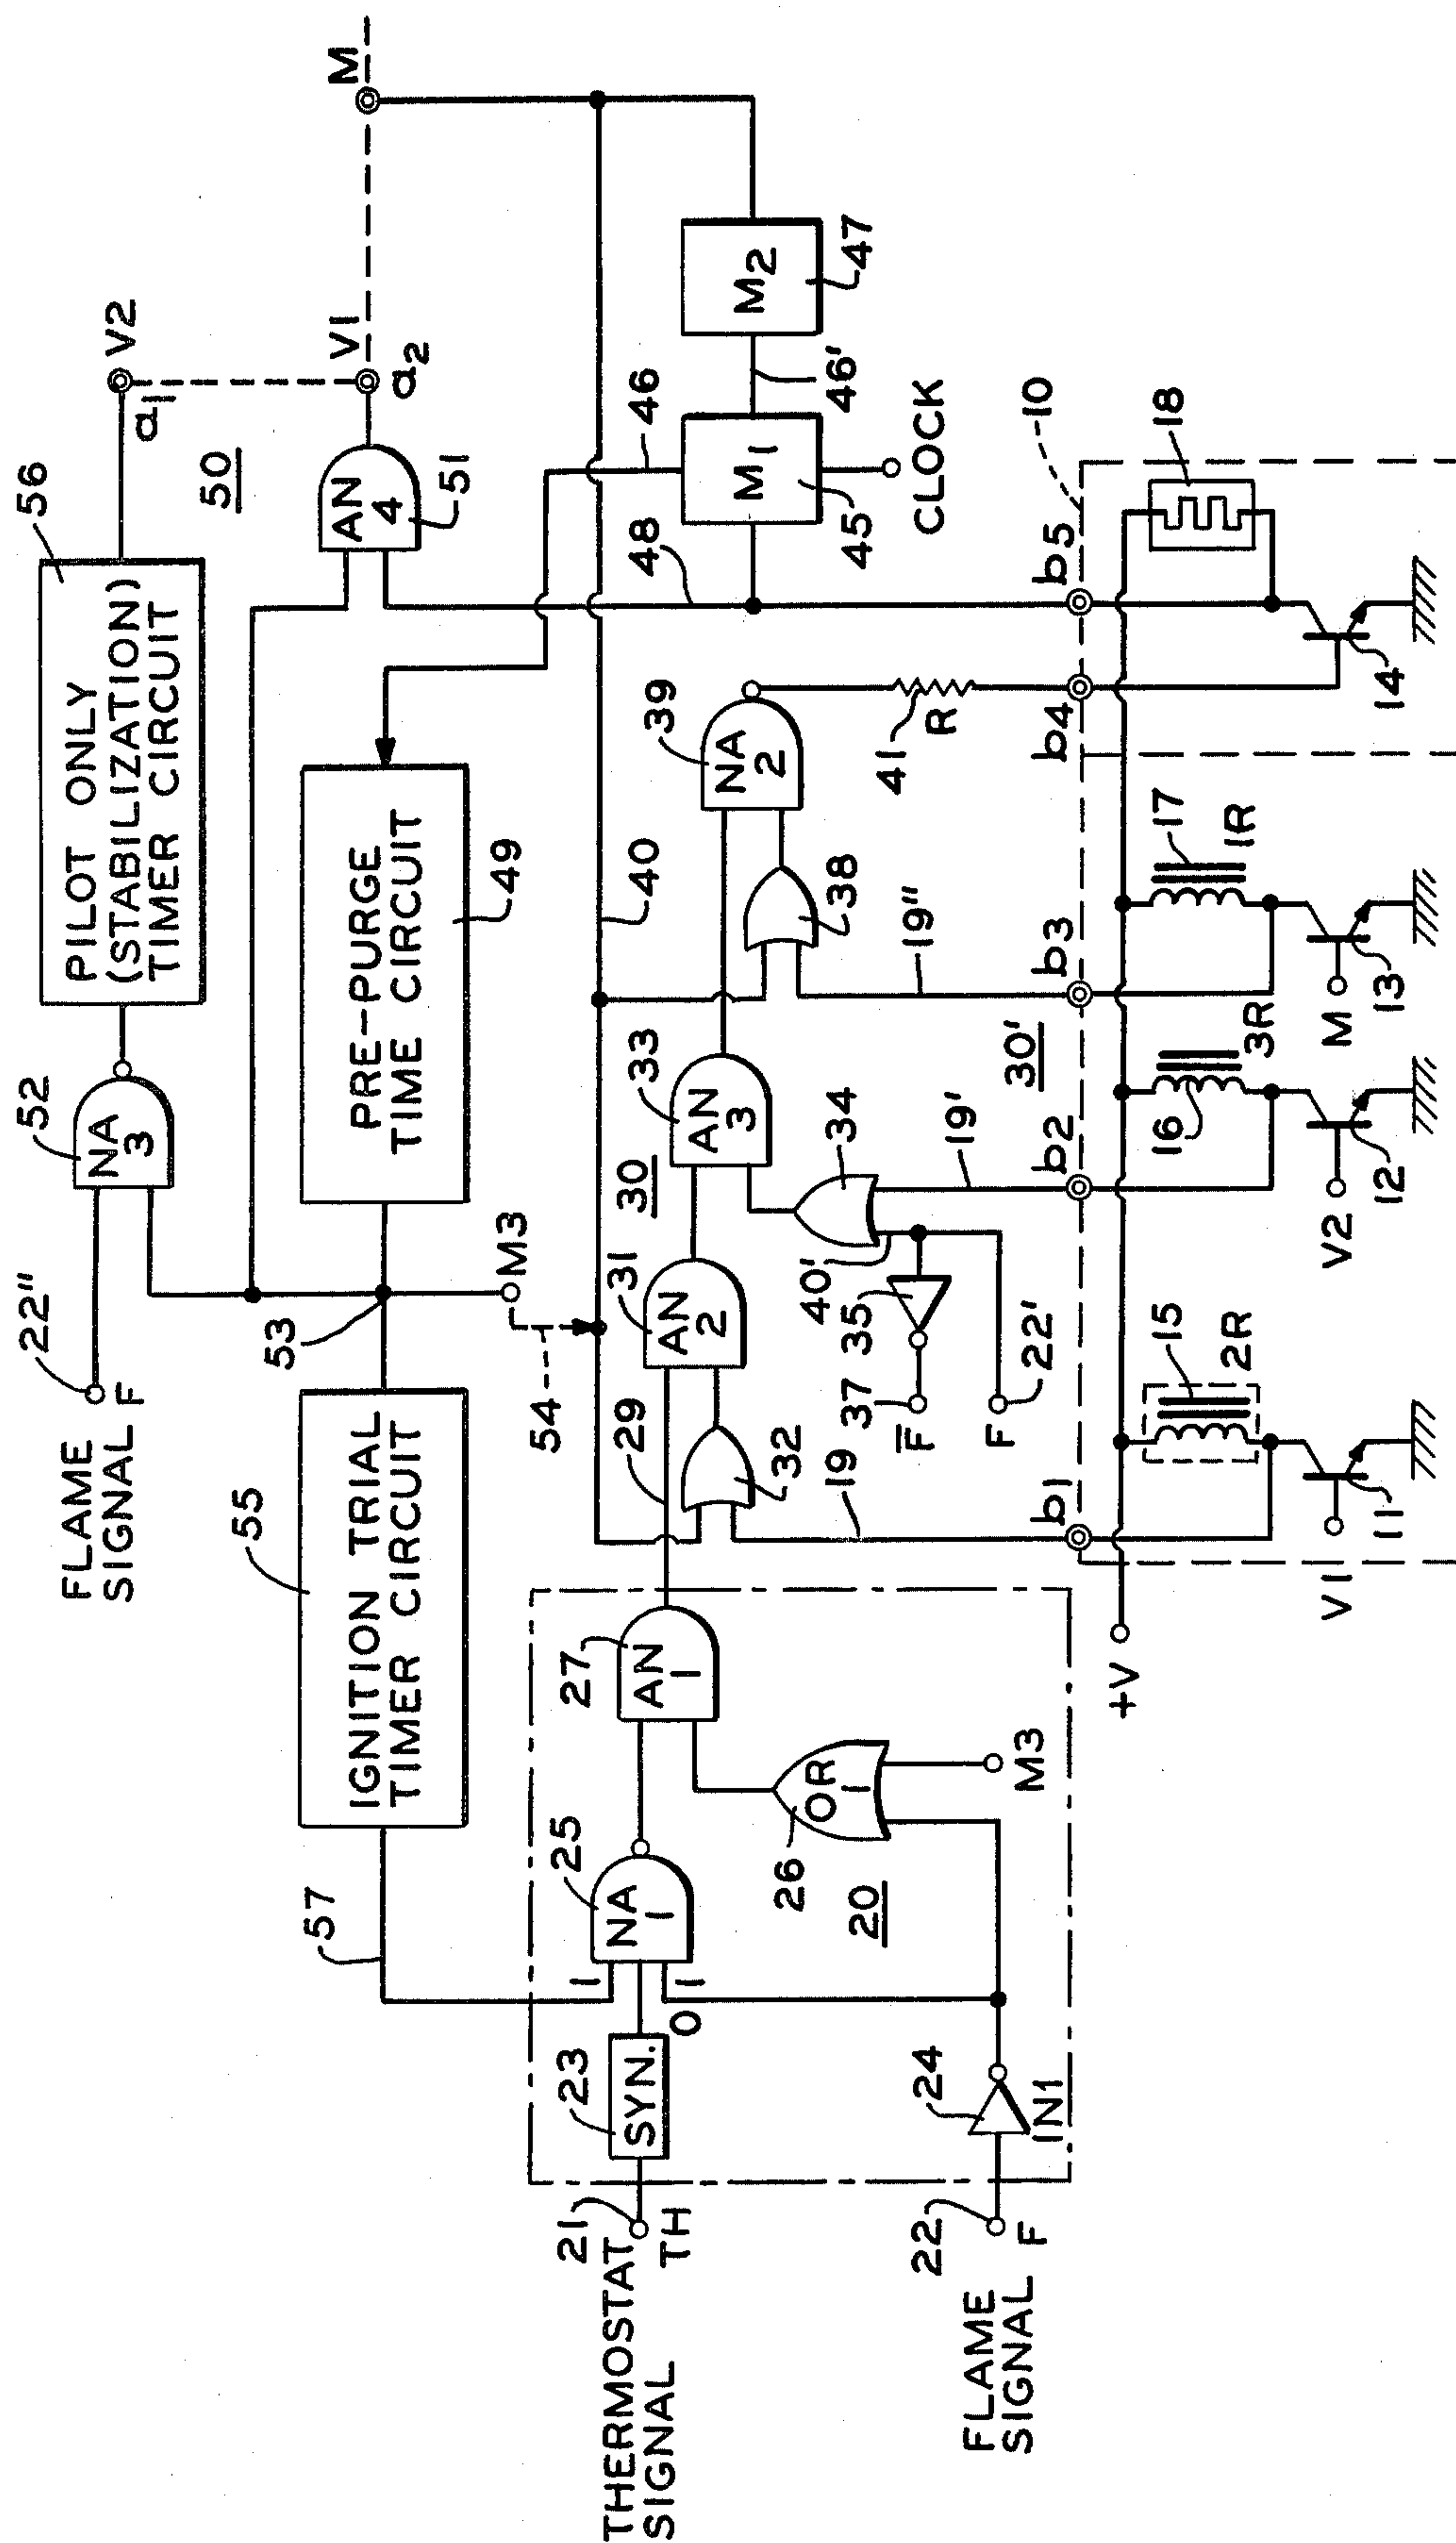 FLAME
SIGNAL
22"
F
52
NA
3
PILOT ONLY
(STABILIZATION)
TIMER CIRCUIT
56
a1
V2
50
55
IGNITION TRIAL
TIMER CIRCUIT
57
53
M3
54
PRE-PURGE
TIME CIRCUIT
49
AN
4
51
V1
a2
M
46
48
40
THERMOSTAT
SIGNAL
21
TH
23
SYN.
1
0
1
25
NA
1
27
AN
1
29
31
AN
2
32
30
33
AN
3
39
NA
2
38
M1
45
CLOCK
46'
M2
47
FLAME
SIGNAL
22
F
24
IN1
20
26
OR
1
M3
19
37
F̅
35
F
22'
40'
34
19'
19"
41
R
10
+V
b1
b2
30'
b3
b4
b5
15
2R
16
3R
17
1R
18
V1
11
V2
12
M
13
14